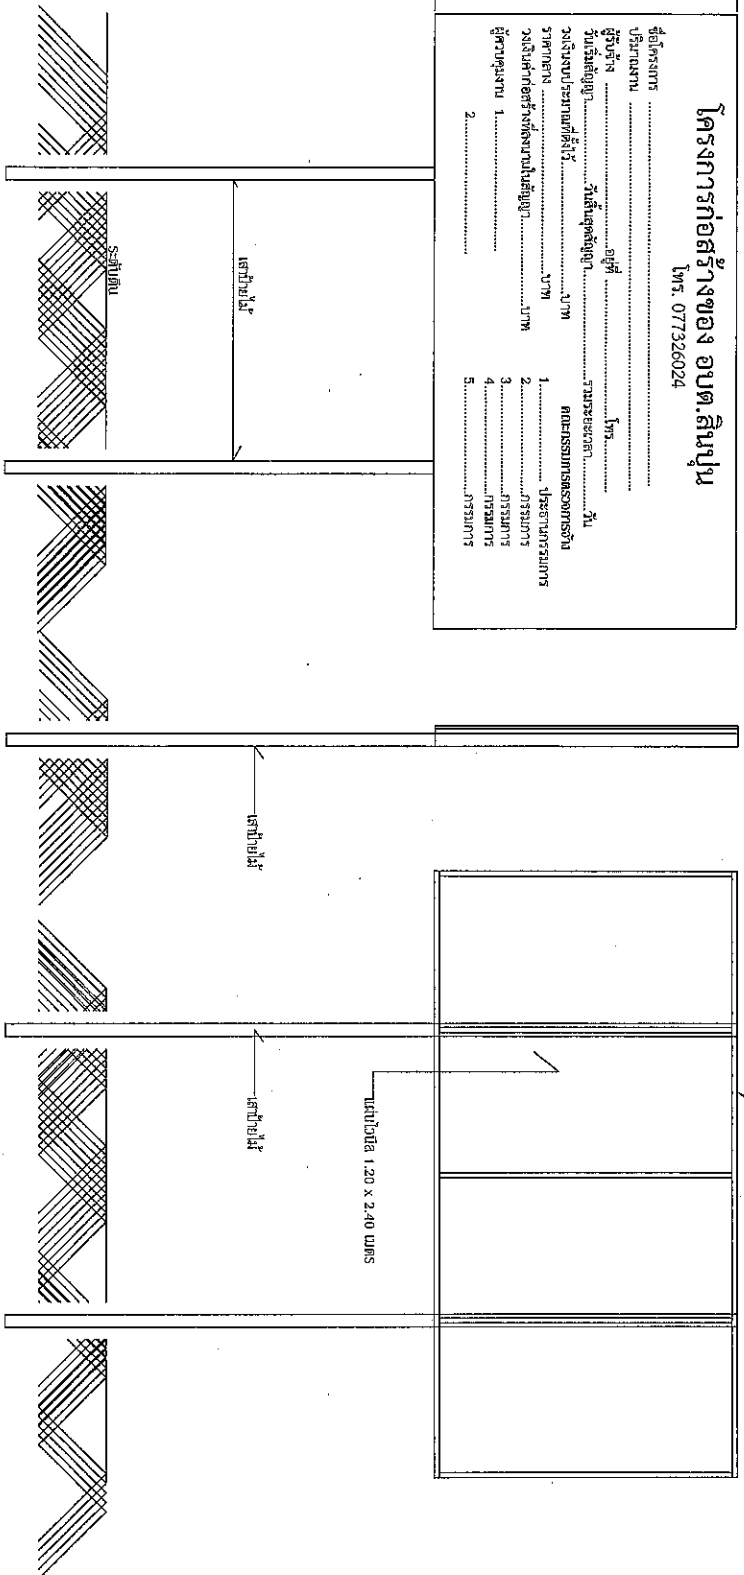 โครงการก่อสร้างของ อบต.สินปุน
โทร. 077326024
ชื่อโครงการ ................................................
ปริมาณงาน ................................................
ผู้รับจ้าง ........................อยู่ที่ ........................โทร........................
วันเริ่มสัญญา........................วันสิ้นสุดสัญญา........................รวมระยะเวลา............วัน
วงเงินงบประมาณที่ตั้งไว้........................บาท
ราคากลาง ........................บาท
วงเงินค่าก่อสร้างที่ลงนามในสัญญา........................บาท
ผู้ควบคุมงาน 1........................
2........................
คณะกรรมการตรวจการจ้าง
1........................ ประธานกรรมการ
2........................กรรมการ
3........................กรรมการ
4........................กรรมการ
5........................กรรมการ
เสาป้ายไม้
ระดับดิน
เสาป้ายไม้
เสาป้ายไม้
แผ่นไวนิล 1.20 x 2.40 เมตร